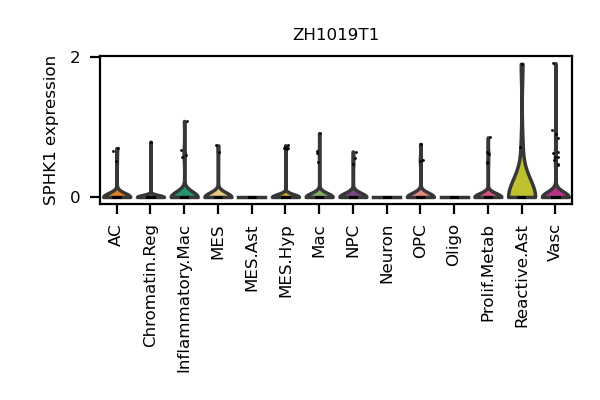 ZH1019T1
SPHK1 expression
2
0
AC
Chromatin.Reg
Inflammatory.Mac
MES
MES.Ast
MES.Hyp
Mac
NPC
Neuron
OPC
Oligo
Prolif.Metab
Reactive.Ast
Vasc